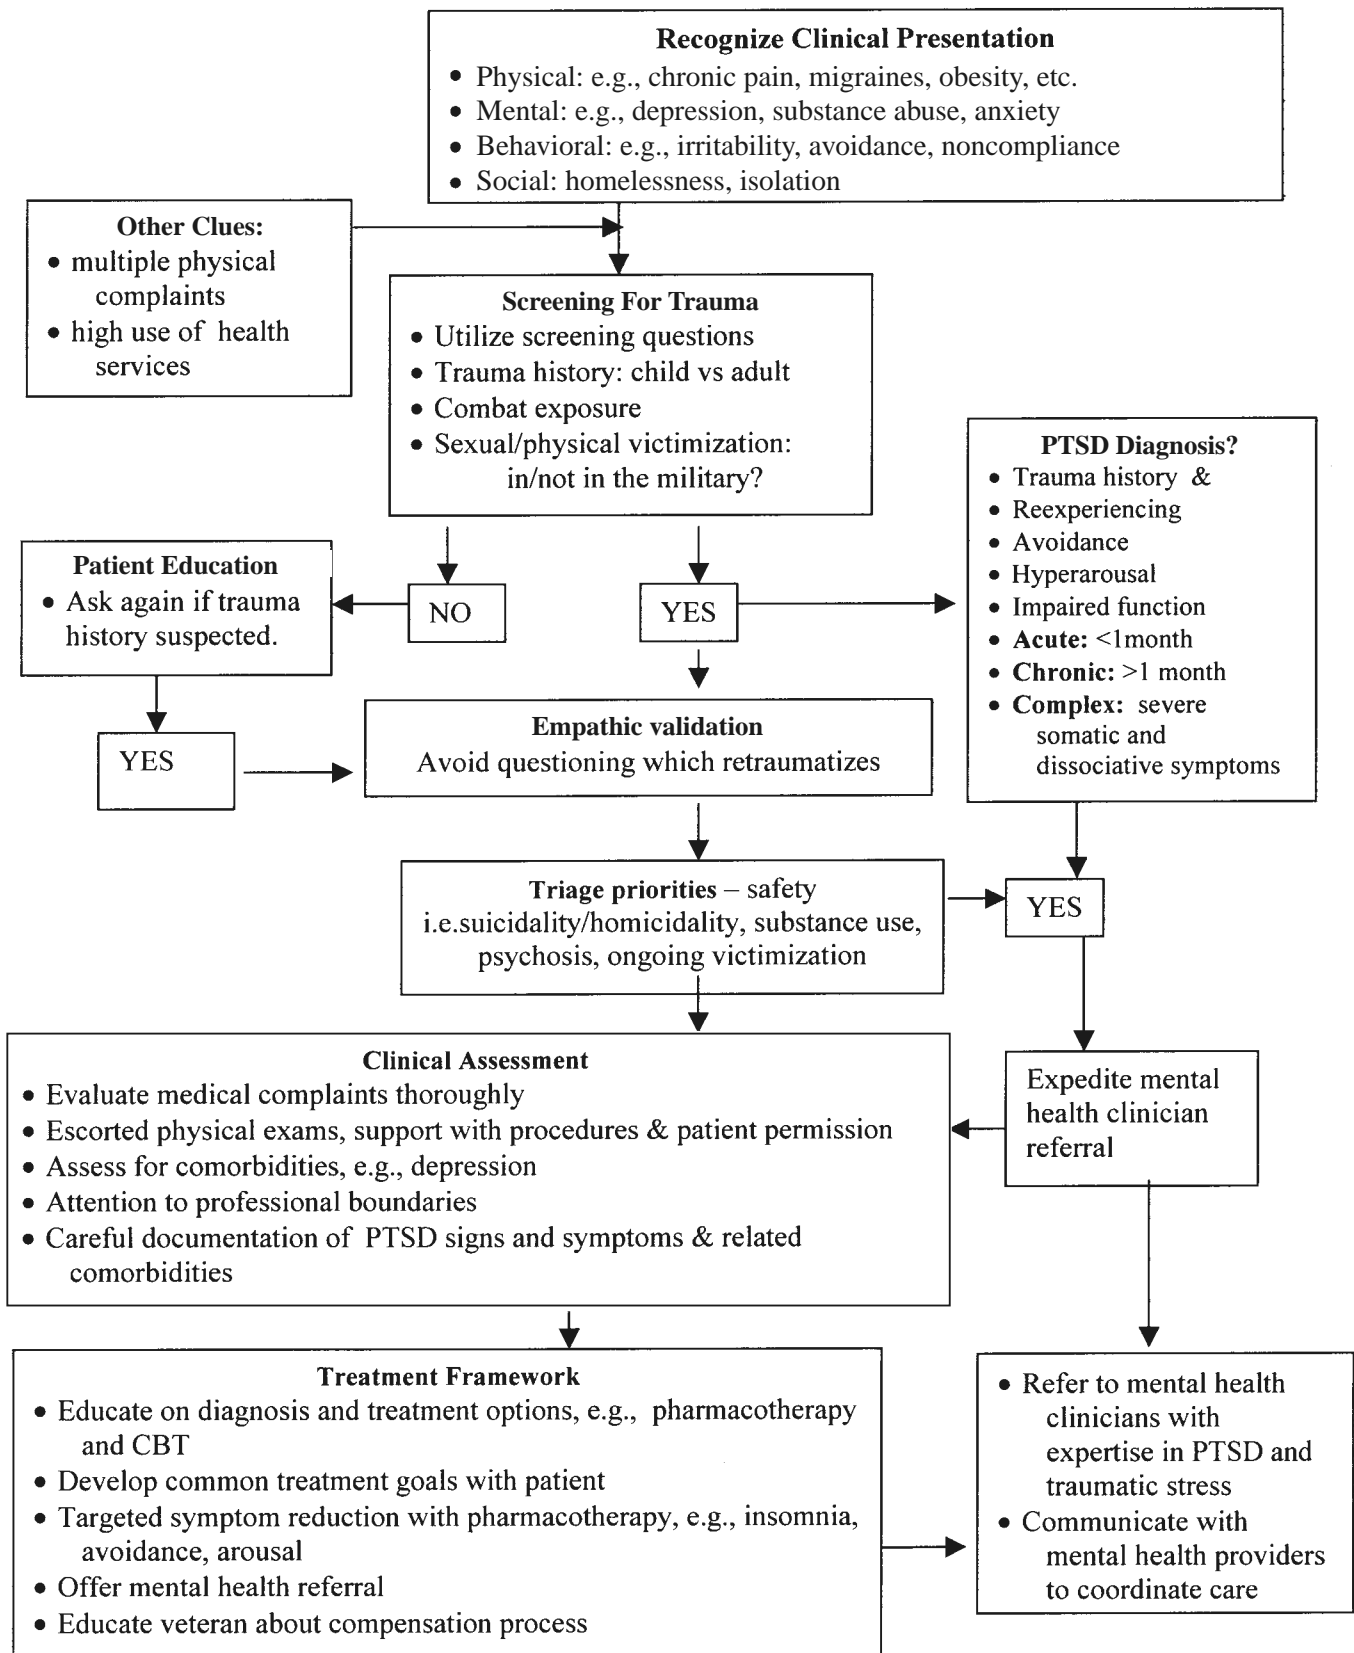 Recognize Clinical Presentation
• Physical: e.g., chronic pain, migraines, obesity, etc.
• Mental: e.g., depression, substance abuse, anxiety
• Behavioral: e.g., irritability, avoidance, noncompliance
• Social: homelessness, isolation
Other Clues:
• multiple physical
complaints
• high use of health
services
Screening For Trauma
• Utilize screening questions
• Trauma history: child vs adult
• Combat exposure
• Sexual/physical victimization:
in/not in the military?
PTSD Diagnosis?
• Trauma history &
• Reexperiencing
• Avoidance
• Hyperarousal
• Impaired function
• Acute: <1month
• Chronic: >1 month
• Complex: severe
somatic and
dissociative symptoms
Patient Education
• Ask again if trauma
history suspected.
NO
YES
YES
Empathic validation
Avoid questioning which retraumatizes
Triage priorities – safety
i.e.suicidality/homicidality, substance use,
psychosis, ongoing victimization
YES
Clinical Assessment
• Evaluate medical complaints thoroughly
• Escorted physical exams, support with procedures & patient permission
• Assess for comorbidities, e.g., depression
• Attention to professional boundaries
• Careful documentation of PTSD signs and symptoms & related
comorbidities
Expedite mental
health clinician
referral
Treatment Framework
• Educate on diagnosis and treatment options, e.g., pharmacotherapy
and CBT
• Develop common treatment goals with patient
• Targeted symptom reduction with pharmacotherapy, e.g., insomnia,
avoidance, arousal
• Offer mental health referral
• Educate veteran about compensation process
• Refer to mental health
clinicians with
expertise in PTSD and
traumatic stress
• Communicate with
mental health providers
to coordinate care